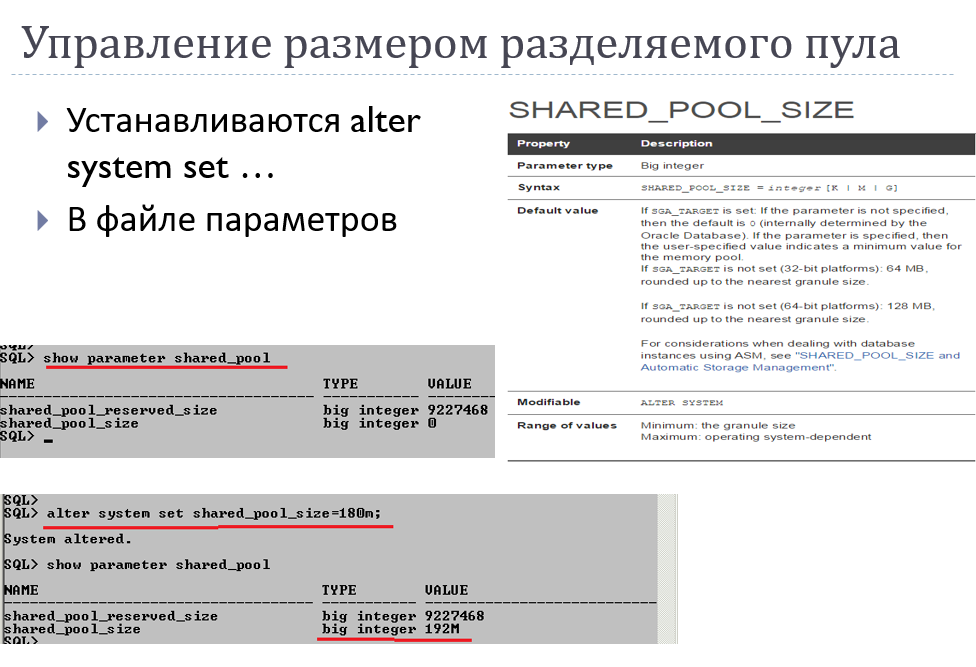 Управление размером разделяемого пула
Устанавливаются alter
system set …
В файле параметров
SHARED_POOL_SIZE
Property Description
Parameter type Big integer
Syntax SHARED_POOL_SIZE = integer [K | M | G]
Default value If SGA_TARGET is set: If the parameter is not specified,
then the default is 0 (internally determined by the
Oracle Database). If the parameter is specified, then
the user-specified value indicates a minimum value for
the memory pool.
If SGA_TARGET is not set (32-bit platforms): 64 MB,
rounded up to the nearest granule size.
If SGA_TARGET is not set (64-bit platforms): 128 MB,
rounded up to the nearest granule size.
For considerations when dealing with database
instances using ASM, see "SHARED_POOL_SIZE and
Automatic Storage Management".
Modifiable ALTER SYSTEM
Range of values Minimum: the granule size
Maximum: operating system-dependent
SQL>
SQL> show parameter shared_pool
NAME TYPE VALUE
shared_pool_reserved_size big integer 9227468
shared_pool_size big integer 0
SQL>
SQL>
SQL> alter system set shared_pool_size=180m;
System altered.
SQL> show parameter shared_pool
NAME TYPE VALUE
shared_pool_reserved_size big integer 9227468
shared_pool_size big integer 192M
SQL>